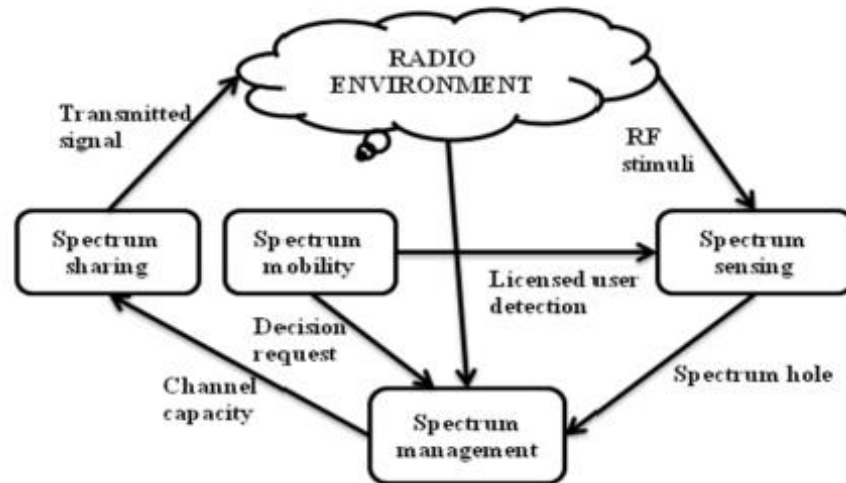 RADIO
ENVIRONMENT
Transmitted
signal
RF
stimuli
Spectrum
sharing
Spectrum
mobility
Spectrum
sensing
Licensed user
detection
Decision
request
Channel
capacity
Spectrum hole
Spectrum
management